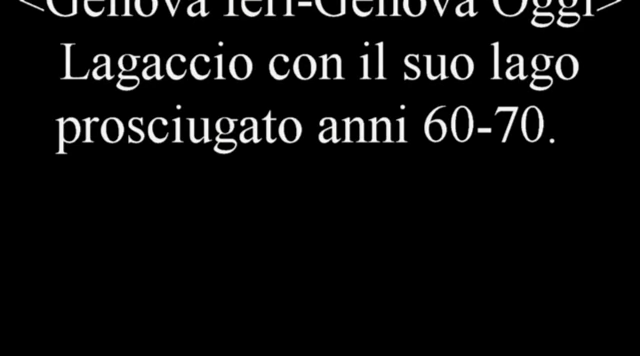 <Genova Ieri-Genova Oggi>
Lagaccio con il suo lago
prosciugato anni 60-70.